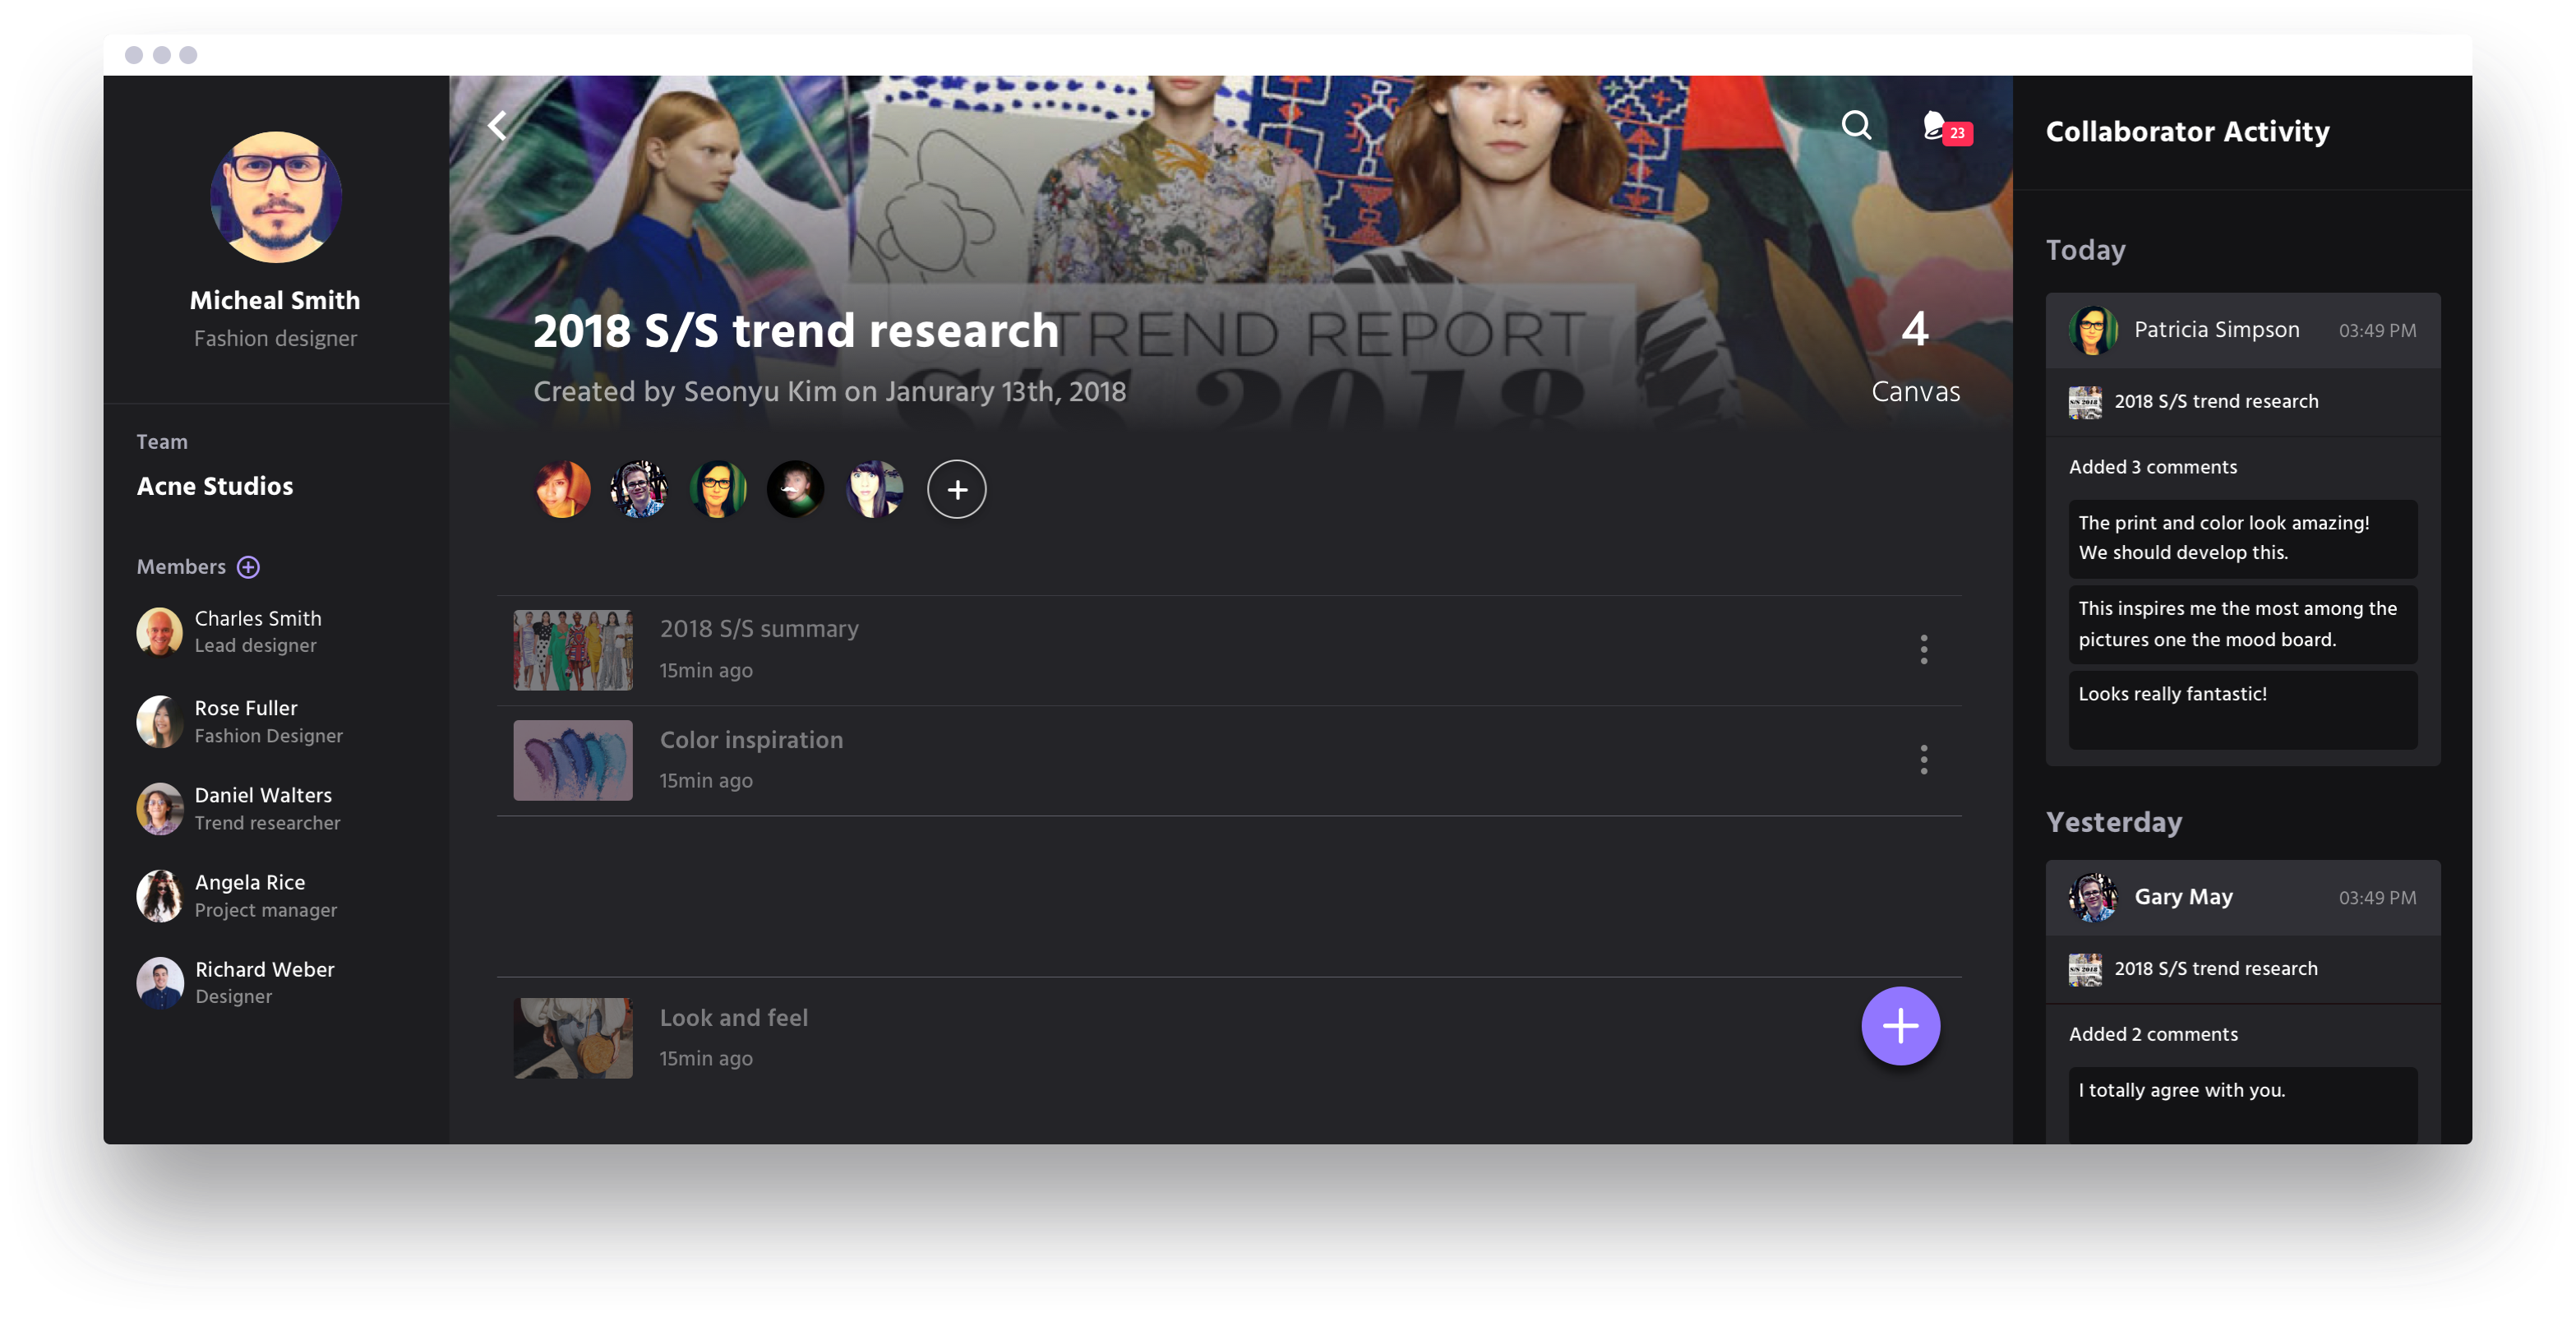 Micheal Smith
Fashion designer
Team
Acne Studios
Members
Charles Smith
Lead designer
Rose Fuller
Fashion Designer
Daniel Walters
Trend researcher
Angela Rice
Project manager
Richard Weber
Designer
23
TREND REPORT
S/S 2018
2018 S/S trend research
Created by Seonyu Kim on Janurary 13th, 2018
4
Canvas
2018 S/S summary
15min ago
Color inspiration
15min ago
Look and feel
15min ago
Collaborator Activity
Today
Patricia Simpson 03:49 PM
S/S 2018
2018 S/S trend research
Added 3 comments
The print and color look amazing!
We should develop this.
This inspires me the most among the
pictures one the mood board.
Looks really fantastic!
Yesterday
Gary May 03:49 PM
S/S 2018
2018 S/S trend research
Added 2 comments
I totally agree with you.